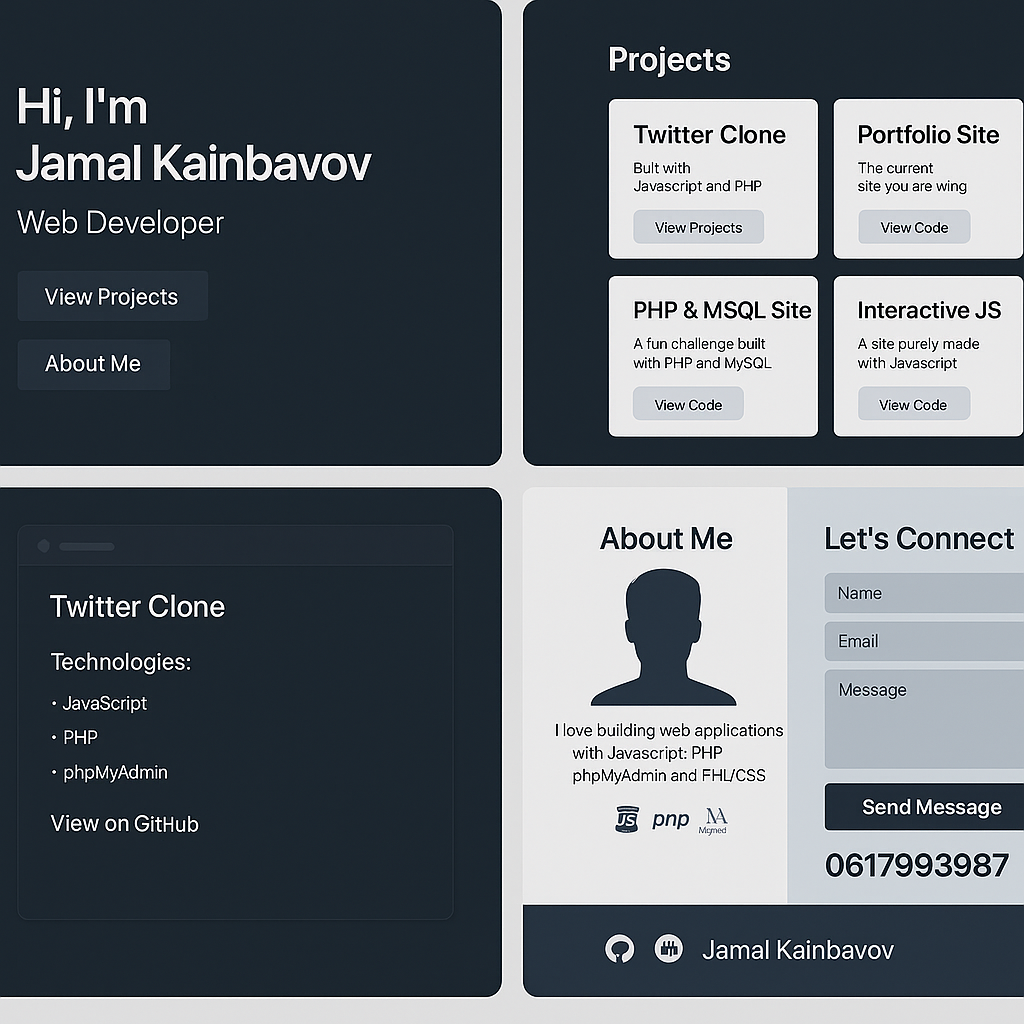 Hi, I'm
Jamal Kainbavov
Web Developer
View Projects
About Me
Projects
Twitter Clone
Bult with
Javascript and PHP
View Projects
Portfolio Site
The current
site you are wing
View Code
PHP & MSQL Site
A fun challenge built
with PHP and MySQL
View Code
Interactive JS
A site purely made
with Javascript
View Code
Twitter Clone
Technologies:
• JavaScript
• PHP
• phpMyAdmin
View on GitHub
About Me
I love building web applications
with Javascript: PHP
phpMyAdmin and FHL/CSS
JS
pnp
Let's Connect
Name
Email
Message
Send Message
0617993987
Jamal Kainbavov